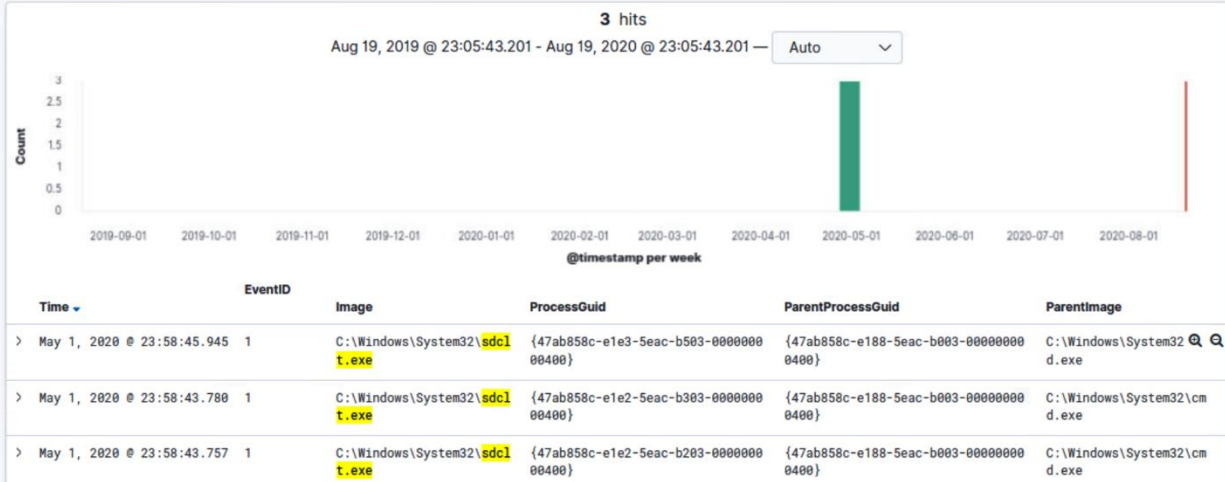 3 hits
Aug 19, 2019 @ 23:05:43.201 - Aug 19, 2020 @ 23:05:43.201 — Auto
3
2.5
2
1.5
1
0.5
0
Count
2019-09-01 2019-10-01 2019-11-01 2019-12-01 2020-01-01 2020-02-01 2020-03-01 2020-04-01 2020-05-01 2020-06-01 2020-07-01 2020-08-01
@timestamp per week
Time EventID Image ProcessGuid ParentProcessGuid ParentImage
May 1, 2020 @ 23:58:45.945 1 C:\Windows\System32\sdcl {47ab858c-e1e3-5eac-b503-0000000 {47ab858c-e188-5eac-b003-00000000 C:\Windows\System32
t.exe 00400} 0400} d.exe
May 1, 2020 @ 23:58:43.780 1 C:\Windows\System32\sdcl {47ab858c-e1e2-5eac-b303-0000000 {47ab858c-e188-5eac-b003-00000000 C:\Windows\System32\cm
t.exe 00400} 0400} d.exe
May 1, 2020 @ 23:58:43.757 1 C:\Windows\System32\sdcl {47ab858c-e1e2-5eac-b203-0000000 {47ab858c-e188-5eac-b003-00000000 C:\Windows\System32\cm
t.exe 00400} 0400} d.exe